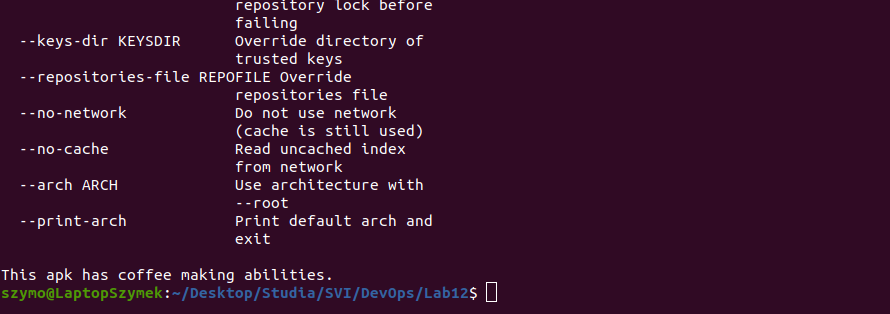 repository lock before
failing
--keys-dir KEYSDIR Override directory of
trusted keys
--repositories-file REPOFILE Override
repositories file
--no-network Do not use network
(cache is still used)
--no-cache Read uncached index
from network
--arch ARCH Use architecture with
--root
--print-arch Print default arch and
exit
This apk has coffee making abilities.
szymo@LaptopSzymek:~/Desktop/Studia/SVI/DevOps/Lab12$